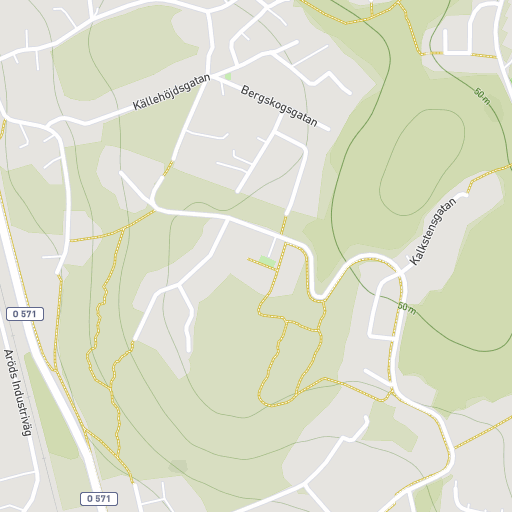 Källehöjdsgatan
Bergskogsgatan
50 m
Kalkstensgatan
50 m
O 571
Aröds Industriväg
O 571